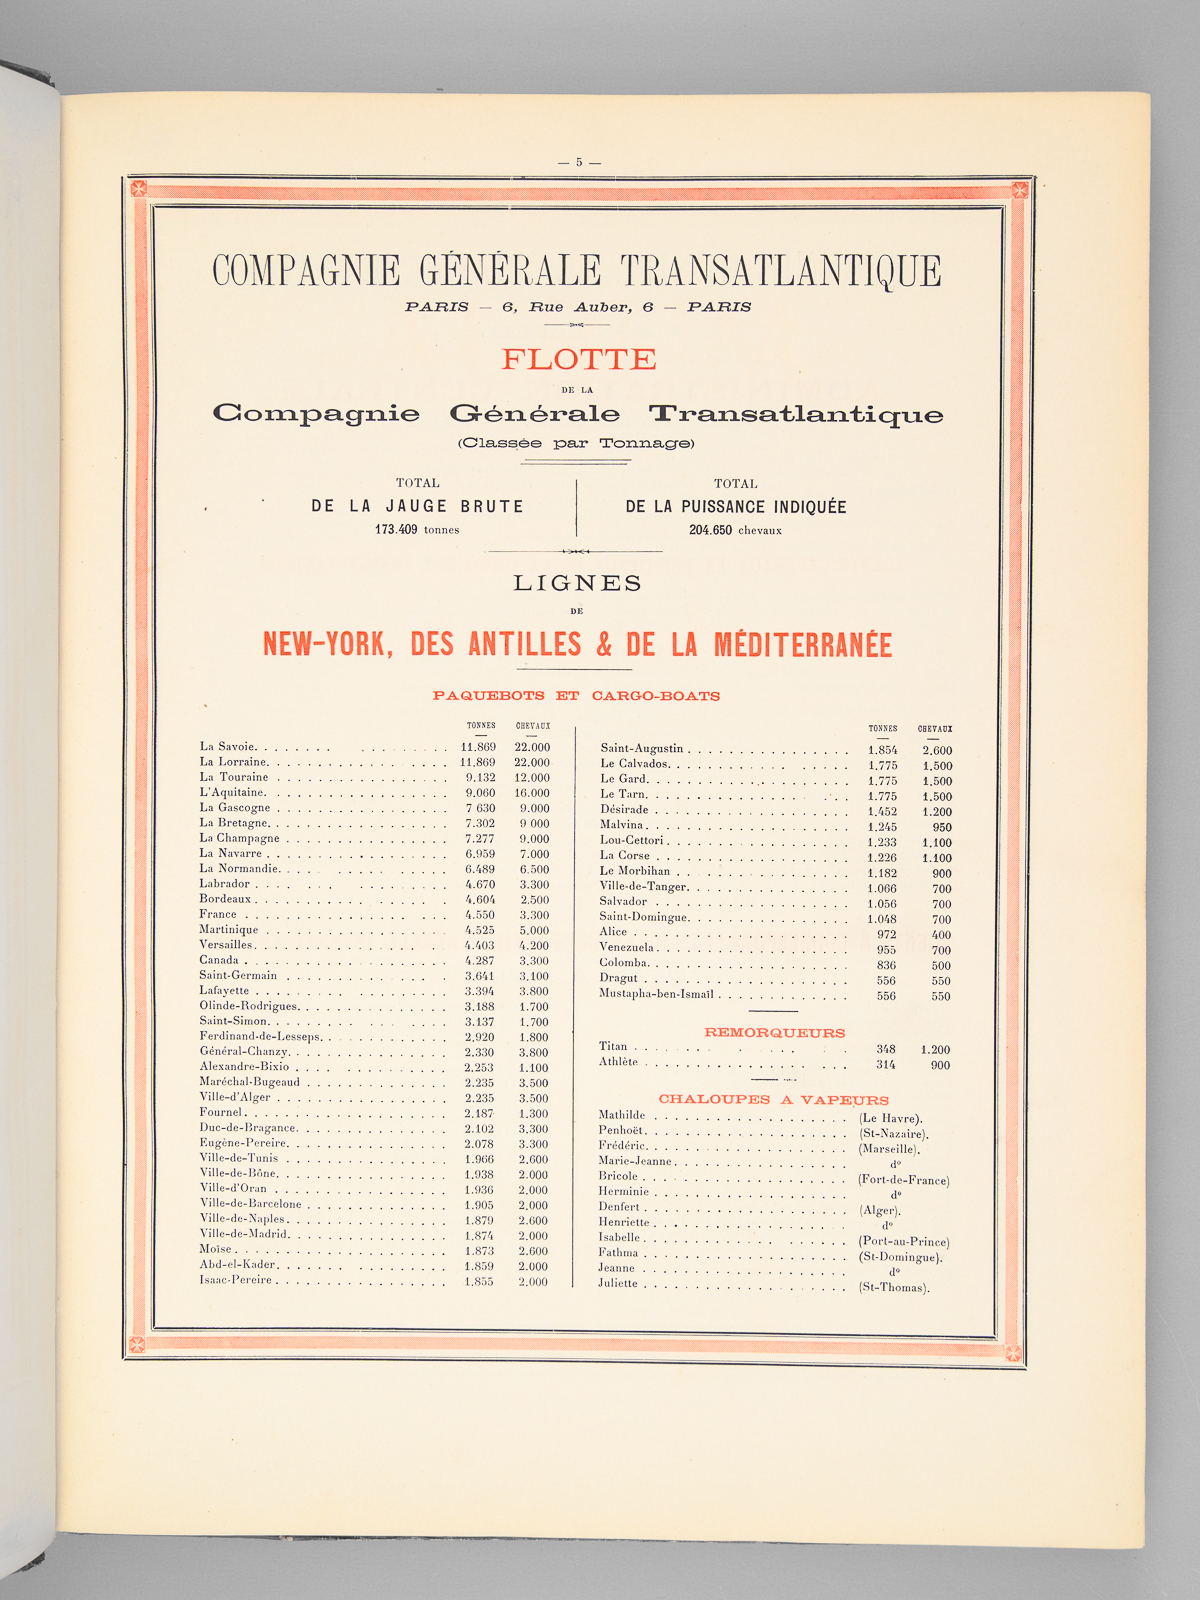 — 5 —
COMPAGNIE GÉNÉRALE TRANSATLANTIQUE
PARIS — 6, Rue Auber, 6 — PARIS
FLOTTE
DE LA
Compagnie Générale Transatlantique
(Classée par Tonnage)
TOTAL
DE LA JAUGE BRUTE
173.409 tonnes
TOTAL
DE LA PUISSANCE INDIQUÉE
204.650 chevaux
LIGNES
DE
NEW-YORK, DES ANTILLES & DE LA MÉDITERRANÉE
PAQUEBOTS ET CARGO-BOATS
TONNES CHEVAUX
La Savoie. 11.869 22.000
La Lorraine. 11.869 22.000
La Touraine 9.132 12.000
L'Aquitaine. 9.060 16.000
La Gascogne 7 630 9.000
La Bretagne. 7.302 9 000
La Champagne 7.277 9.000
La Navarre 6.959 7.000
La Normandie. 6.489 6.500
Labrador 4.670 3.300
Bordeaux 4.604 2.500
France 4.550 3.300
Martinique 4.525 5.000
Versailles. 4.403 4.200
Canada 4.287 3.300
Saint-Germain 3.641 3.100
Lafayette 3.394 3.800
Olinde-Rodrigues. 3.188 1.700
Saint-Simon. 3.137 1.700
Ferdinand-de-Lesseps. 2.920 1.800
Général-Chanzy. 2.330 3.800
Alexandre-Bixio 2.253 1.100
Maréchal-Bugeaud 2.235 3.500
Ville-d'Alger 2.235 3.500
Fournel. 2.187 1.300
Duc-de-Bragance. 2.102 3.300
Eugène-Pereire. 2.078 3.300
Ville-de-Tunis 1.966 2.600
Ville-de-Bône. 1.938 2.000
Ville-d'Oran 1.936 2.000
Ville-de-Barcelone 1.905 2.000
Ville-de-Naples. 1.879 2.600
Ville-de-Madrid. 1.874 2.000
Moïse 1.873 2.600
Abd-el-Kader. 1.859 2.000
Isaac-Pereire 1.855 2.000
TONNES CHEVAUX
Saint-Augustin 1.854 2.600
Le Calvados. 1.775 1.500
Le Gard. 1.775 1.500
Le Tarn. 1.775 1.500
Désirade 1.452 1.200
Malvina. 1.245 950
Lou-Cettori 1.233 1.100
La Corse 1.226 1.100
Le Morbihan 1.182 900
Ville-de-Tanger. 1.066 700
Salvador 1.056 700
Saint-Domingue. 1.048 700
Alice 972 400
Venezuela 955 700
Colomba. 836 500
Dragut 556 550
Mustapha-ben-Ismaïl 556 550
REMORQUEURS
Titan 348 1.200
Athlète 314 900
CHALOUPES A VAPEURS
Mathilde (Le Havre).
Penhoët. (St-Nazaire).
Frédéric. (Marseille).
Marie-Jeanne. do
Bricole (Fort-de-France)
Herminie do
Denfert (Alger).
Henriette do
Isabelle (Port-au-Prince)
Fathma (St-Domingue).
Jeanne do
Juliette (St-Thomas).